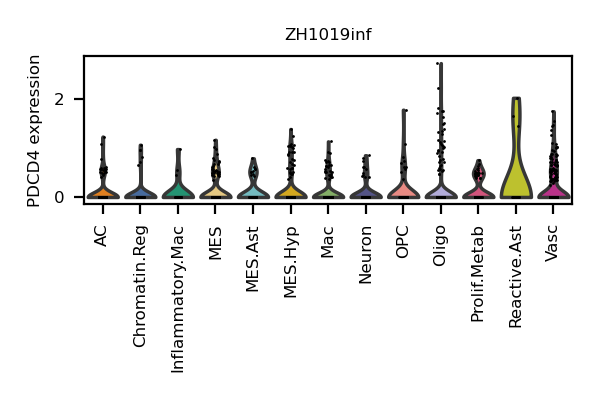 ZH1019inf
PDCD4 expression
2
0
AC
Chromatin.Reg
Inflammatory.Mac
MES
MES.Ast
MES.Hyp
Mac
Neuron
OPC
Oligo
Prolif.Metab
Reactive.Ast
Vasc